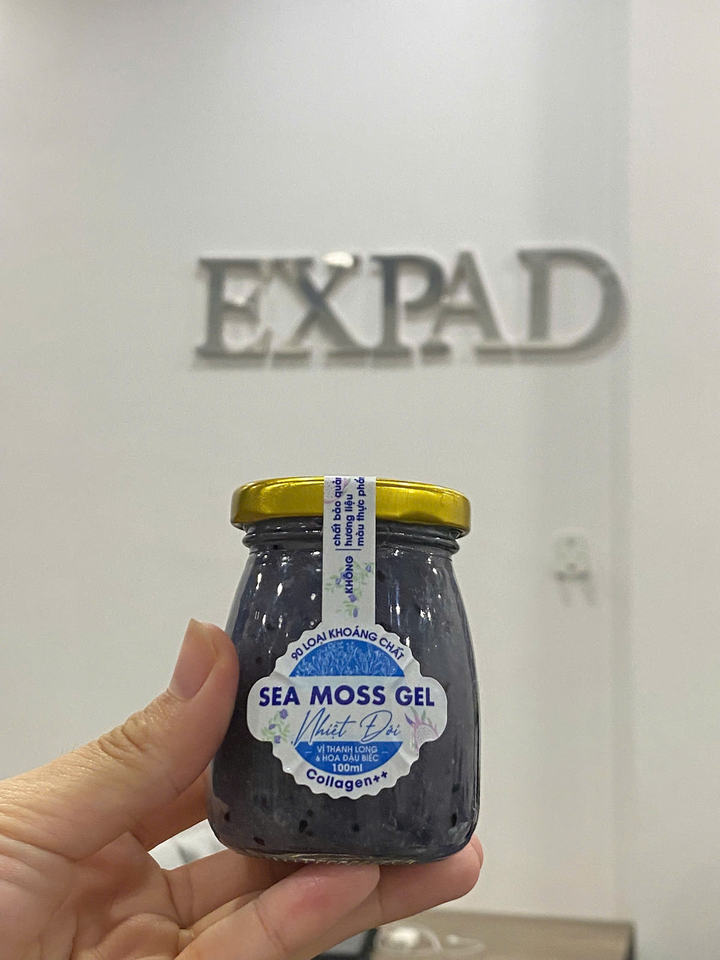 EXPAD
KHÔNG
chất bảo quản
hương liệu
màu thực phẩm
90 LOẠI KHOÁNG CHẤT
SEA MOSS GEL
Nhiệt Đới
VỊ THANH LONG
& HOA ĐẬU BIẾC
100ml
Collagen++